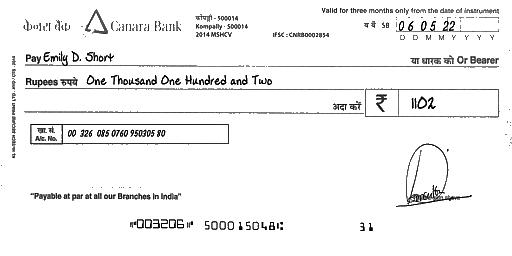 Valid for three months only from the date of instrument
केनरा बैंक Canara Bank
कोंपल्ली - 500014
Kompally - 500014
2014 MSHCV
IFSC : CNRB0002854
SB 06 05 22
D D M M Y Y Y Y
Pay Emily D. Short या धारक को Or Bearer
Rupees रुपये One Thousand One Hundred and Two
अदा करें ₹ 1102
खा. सं.
A/c. No. 00 326 085 0760 950305 80
"Payable at par at all our Branches in India"
⑈003206⑈ 500015048⑆ 31